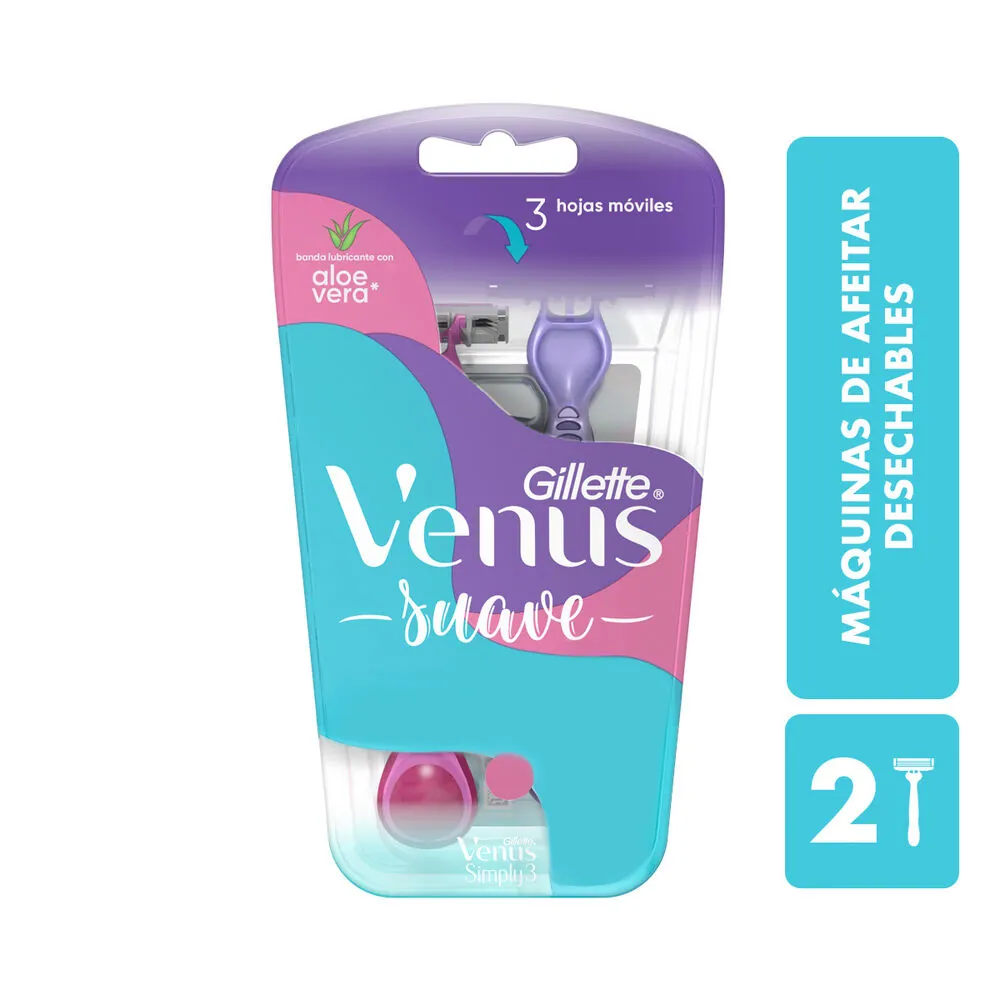 3 hojas móviles
banda lubricante con
aloe
vera*
Gillette®
Venus
suave
Gillette
Venus
Simply3
MÁQUINAS DE AFEITAR
DESECHABLES
2